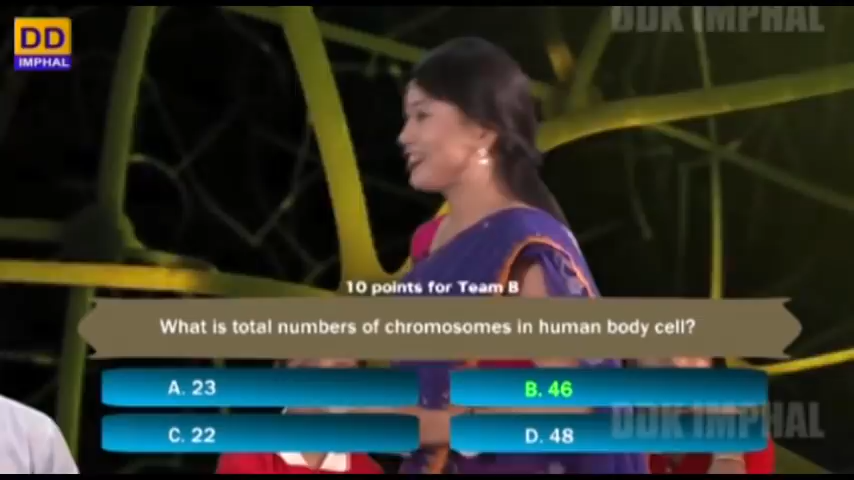 DD
IMPHAL
DDK IMPHAL
10 points for Team B
What is total numbers of chromosomes in human body cell?
A. 23
B. 46
C. 22
D. 48
DDK IMPHAL